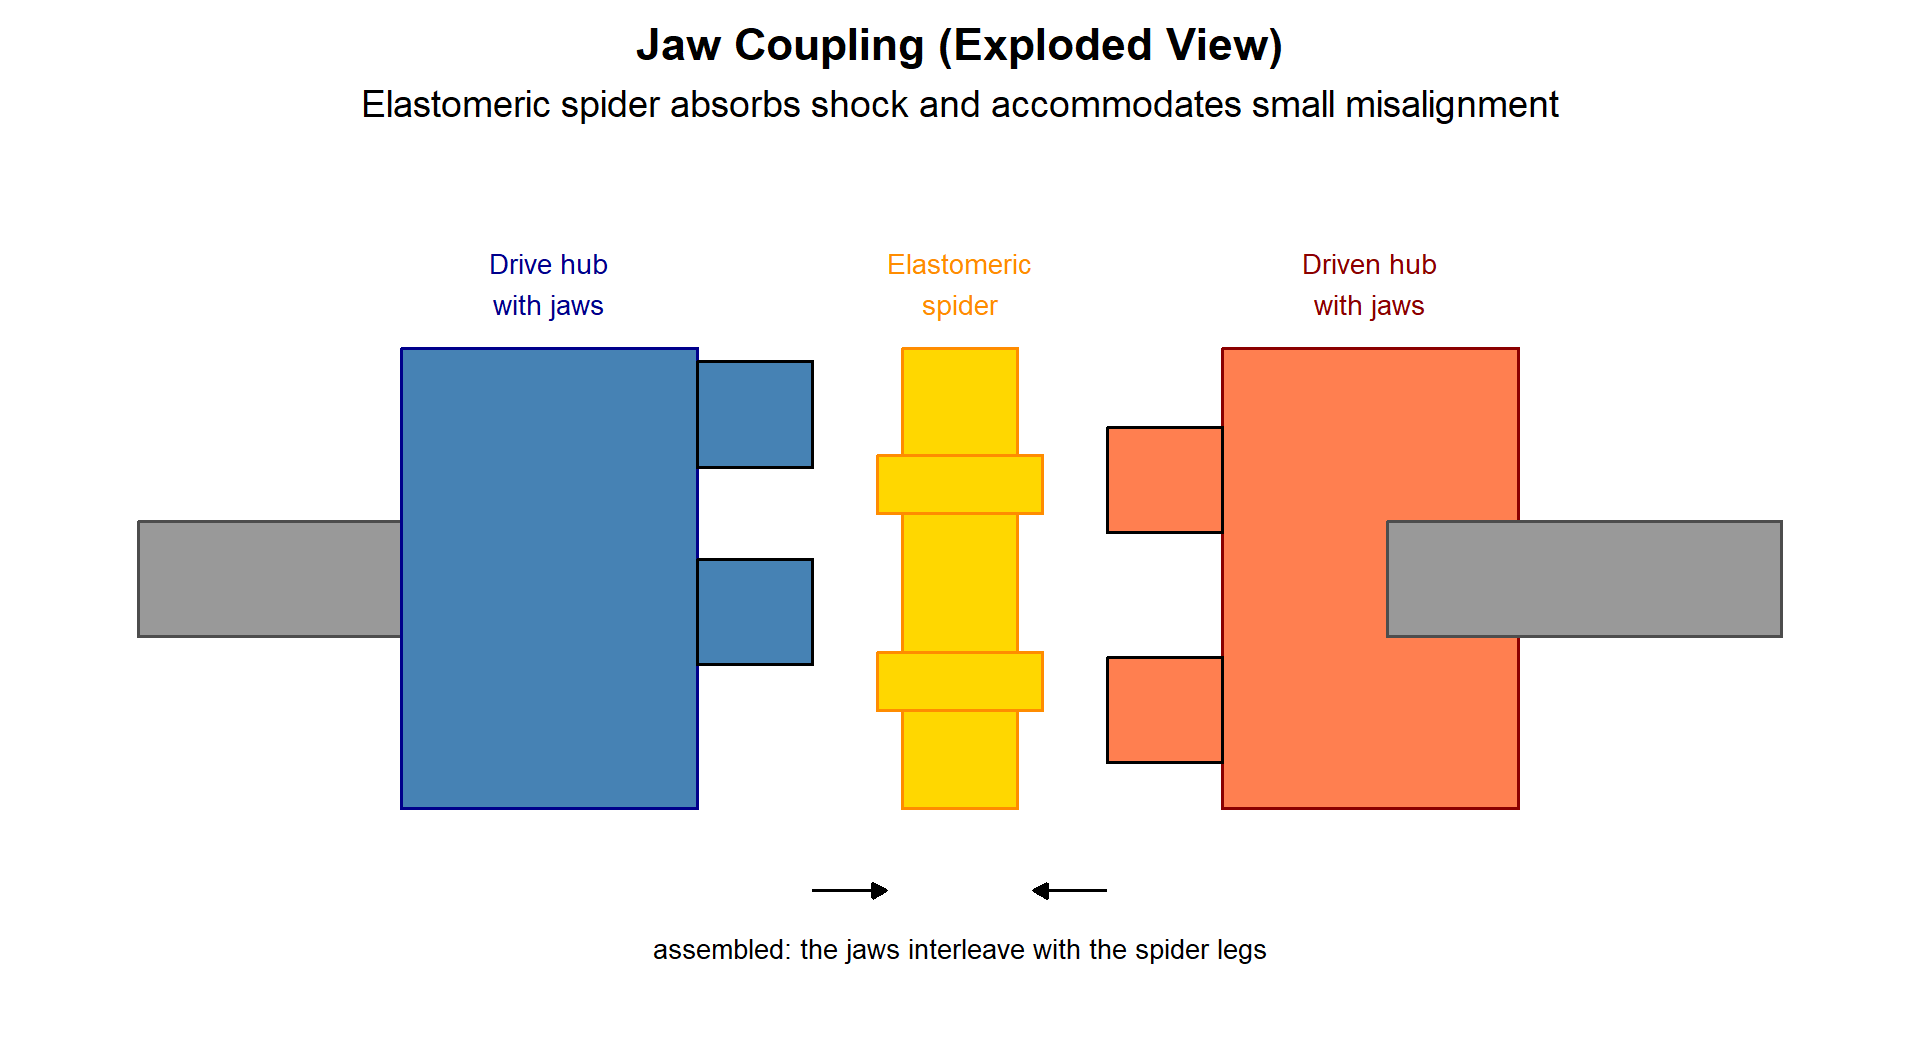 Jaw Coupling (Exploded View)
Elastomeric spider absorbs shock and accommodates small misalignment
Drive hub
with jaws
Elastomeric
spider
Driven hub
with jaws
assembled: the jaws interleave with the spider legs